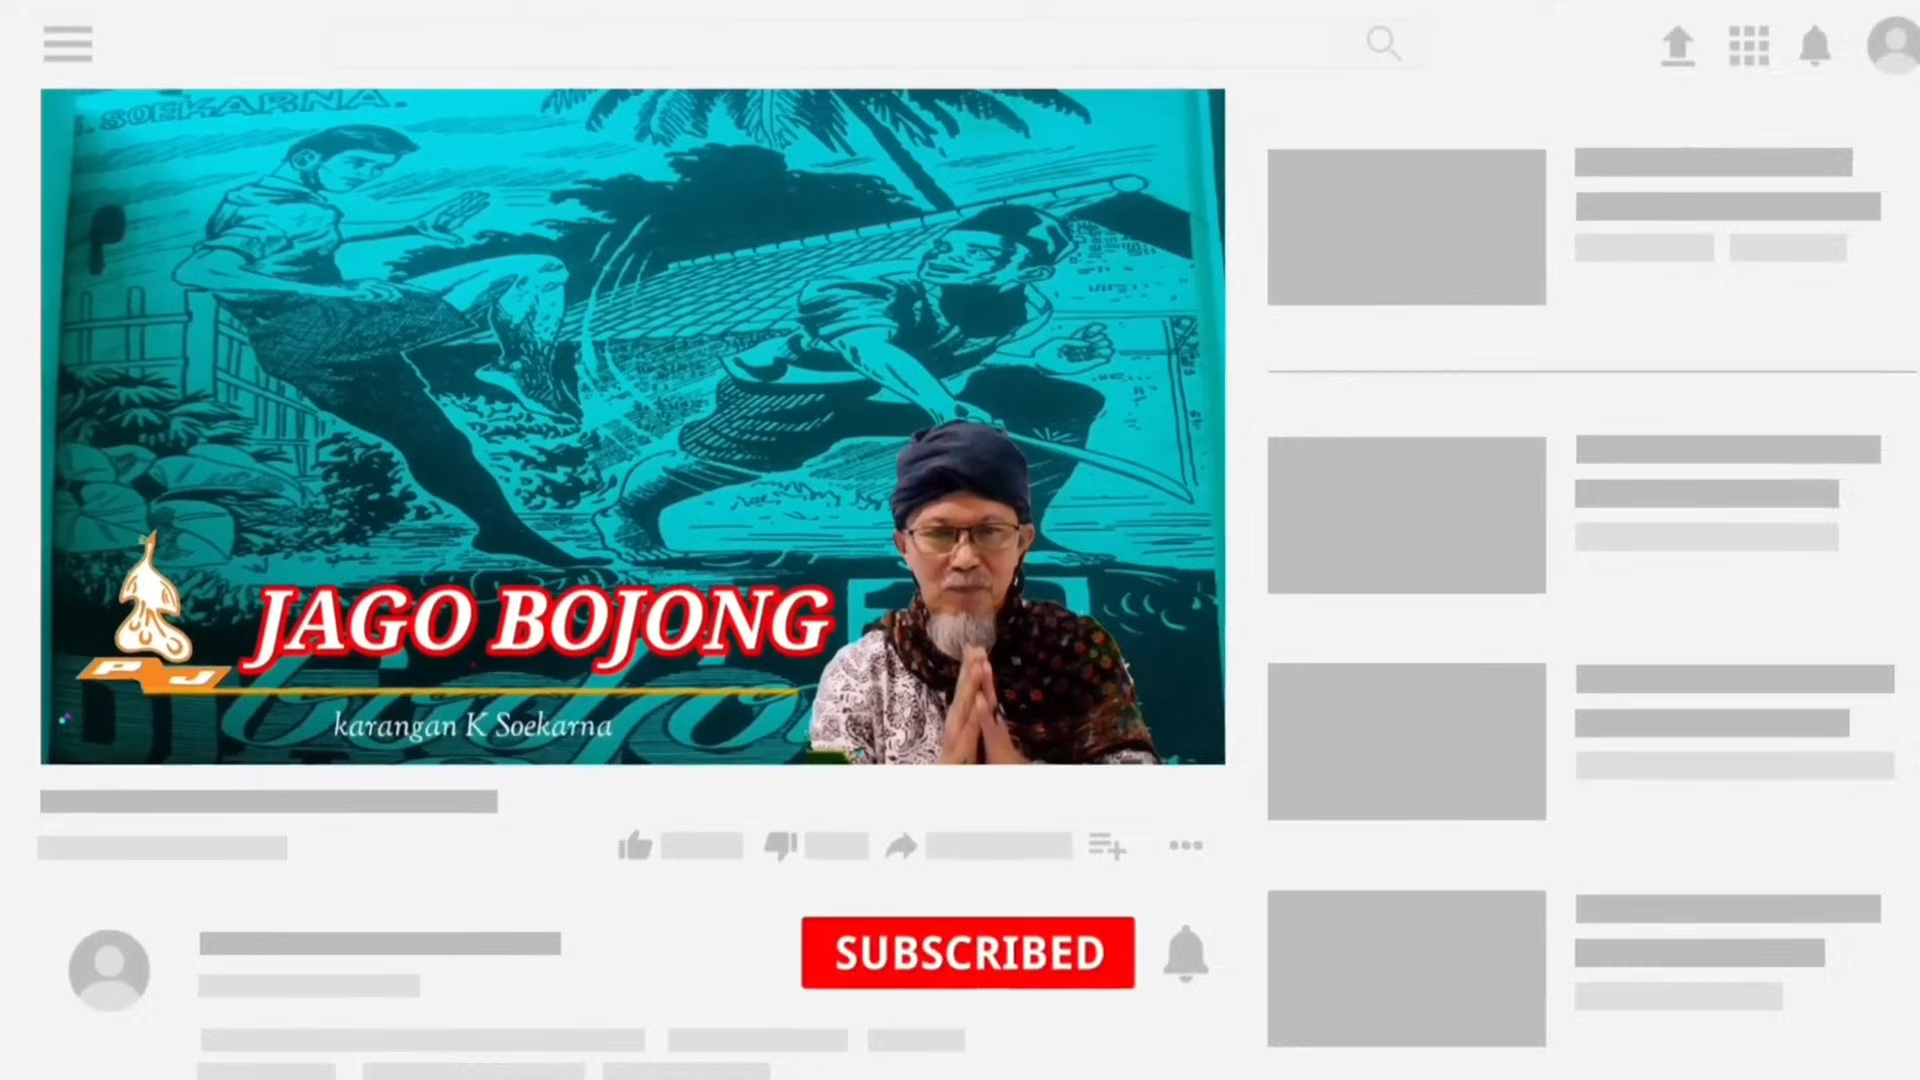 SOEKARNA.
JAGO BOJONG
P J
karangan K Soekarna
SUBSCRIBED